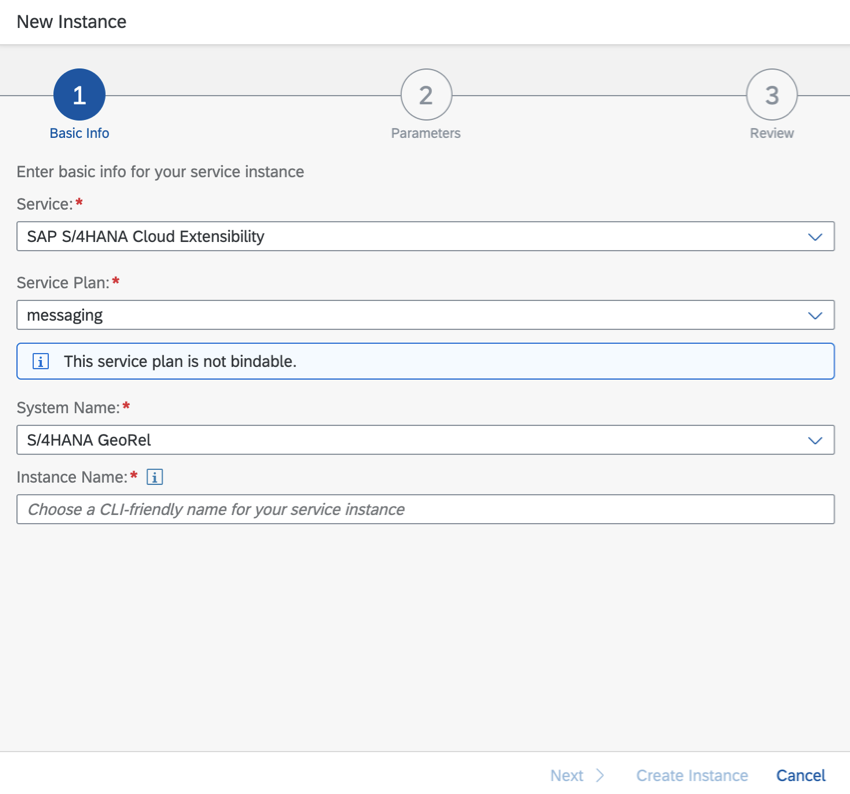 New Instance
1
2
3
Basic Info
Parameters
Review
Enter basic info for your service instance
Service:*
SAP S/4HANA Cloud Extensibility
Service Plan:*
messaging
This service plan is not bindable.
System Name:*
S/4HANA GeoRel
Instance Name:*
Choose a CLI-friendly name for your service instance
Next Create Instance Cancel